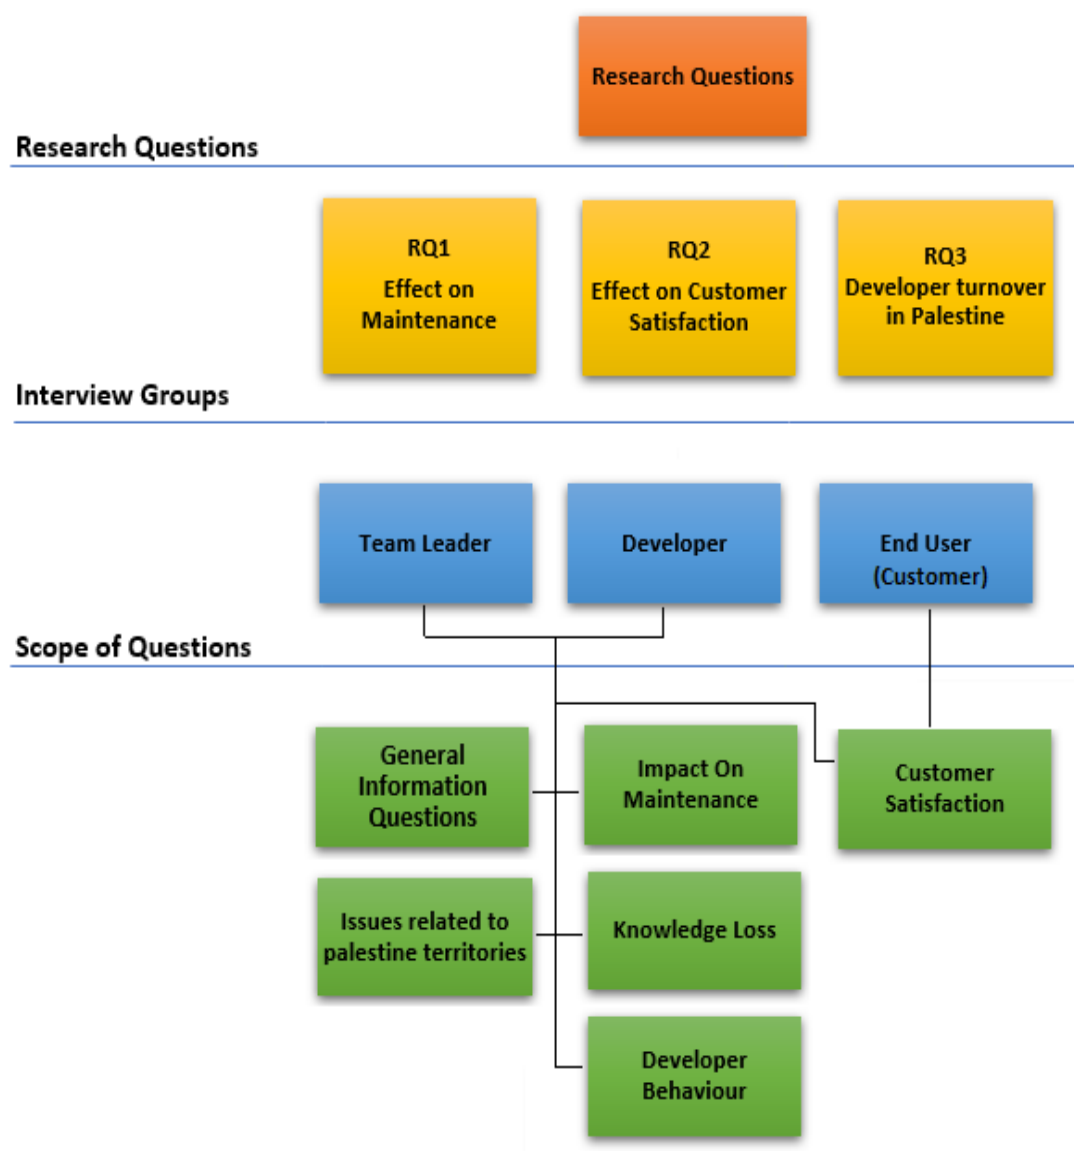 Research Questions
Research Questions
RQ1
Effect on
Maintenance
RQ2
Effect on Customer
Satisfaction
RQ3
Developer turnover
in Palestine
Interview Groups
Team Leader
Developer
End User
(Customer)
Scope of Questions
General
Information
Questions
Impact On
Maintenance
Customer
Satisfaction
Issues related to
palestine territories
Knowledge Loss
Developer
Behaviour